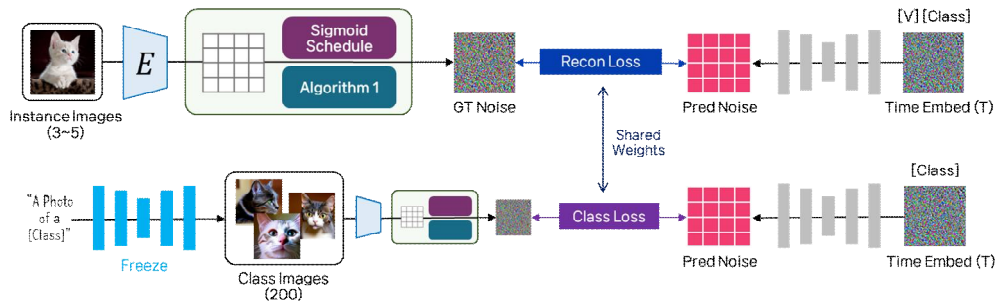 E
Sigmoid
Schedule
Algorithm 1
Instance Images
(3~5)
GT Noise
Recon Loss
Pred Noise
[V] [Class]
Time Embed (T)
Shared
Weights
"A Photo
of a
[Class]"
Freeze
Class Images
(200)
Class Loss
Pred Noise
[Class]
Time Embed (T)